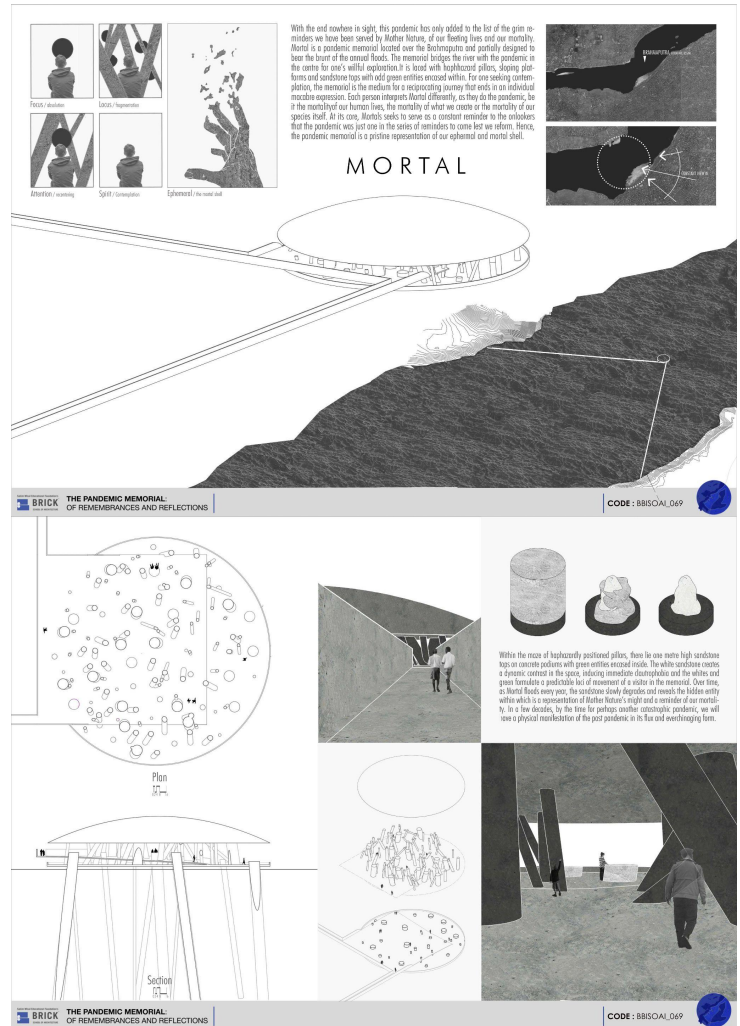 With the end nowhere in sight, this pandemic has only added to the list of the grim re-
minders we have been served by Mother Nature, of our fleeting lives and our mortality.
Mortal is a pandemic memorial located over the Brahmaputra and partially designed to
bear the brunt of the annual floods. The memorial bridges the river with the pandemic in
the centre for one's willful exploration.It is laced with haphhazard pillars, sloping plat-
forms and sandstone tops with odd green entities encased within. For one seeking contem-
plation, the memorial is the medium for a reciprocating journey that ends in an individual
macabre expression. Each person interprets Mortal differently, as they do the pandemic, be
it the mortalityof our human lives, the mortality of what we create or the mortality of our
species itself. At its core, Mortals seeks to serve as a constant reminder to the onlookers
that the pandemic was just one in the series of reminders to come lest we reform. Hence,
the pandemic memorial is a pristine representation of our ephermal and mortal shell.
Focus / absolution
Locus / fragmentation
Attention / recentering
Spirit / Contemplation
Ephemeral / the mortal shell
MORTAL
BRAHMAPUTRA
BRICK
THE PANDEMIC MEMORIAL:
OF REMEMBRANCES AND REFLECTIONS
CODE : BBISOAI_069
Plan
Section
Within the maze of haphazardly positioned pillars, there lie one metre high sandstone
tops on concrete podiums with green entities encased inside. The white sandstone creates
a dynamic contrast in the space, inducing immediate claustrophobia and the whites and
green formulate a predictable loci of movement of a visitor in the memorial. Over time,
as Mortal floods every year, the sandstone slowly degrades and reveals the hidden entity
within which is a representation of Mother Nature's might and a reminder of our mortali-
ty. In a few decades, by the time for perhaps another catastrophic pandemic, we will
have a physical manifestation of the past pandemic in its flux and everchinaging form.
BRICK
THE PANDEMIC MEMORIAL:
OF REMEMBRANCES AND REFLECTIONS
CODE : BBISOAI_069